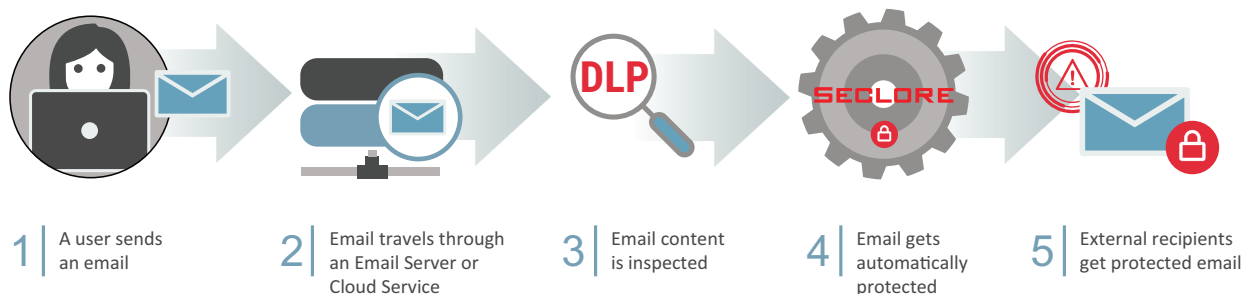 DLP
SECLORE
1
A user sends
an email
2
Email travels through
an Email Server or
Cloud Service
3
Email content
is inspected
4
Email gets
automatically
protected
5
External recipients
get protected email